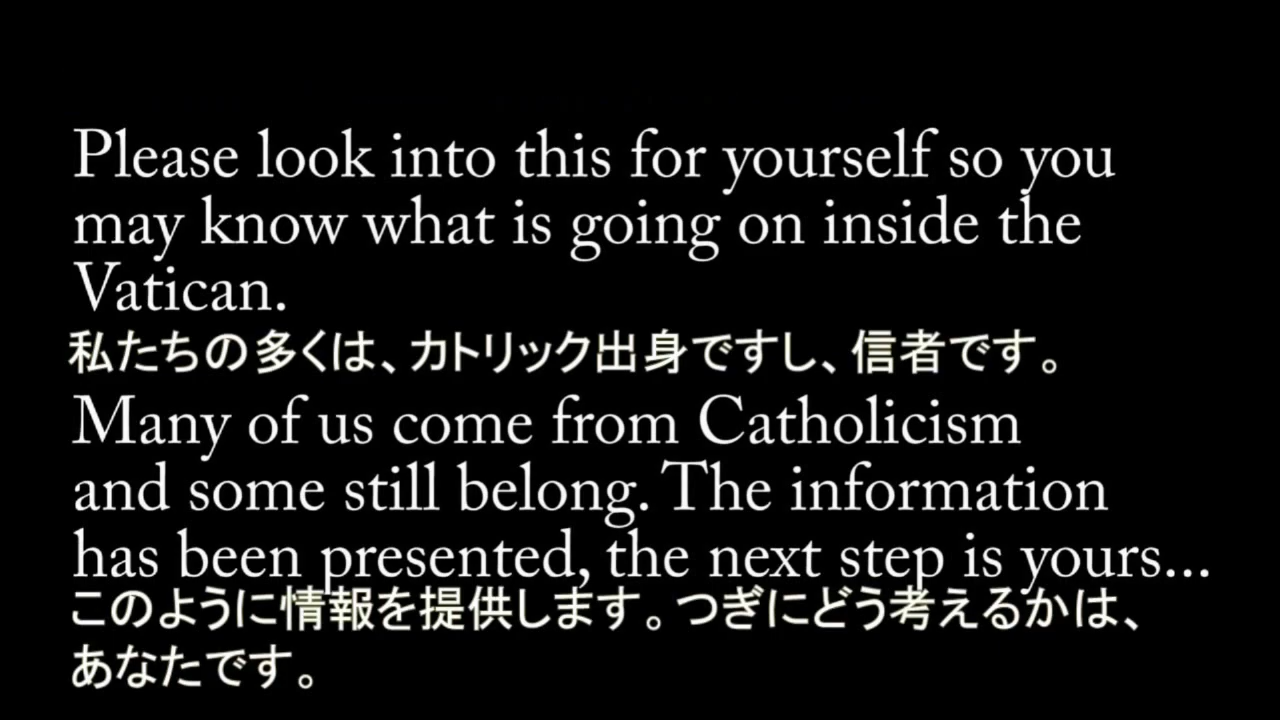 Please look into this for yourself so you
may know what is going on inside the
Vatican.
私たちの多くは、カトリック出身ですし、信者です。
Many of us come from Catholicism
and some still belong. The information
has been presented, the next step is yours...
このように情報を提供します。つぎにどう考えるかは、
あなたです。